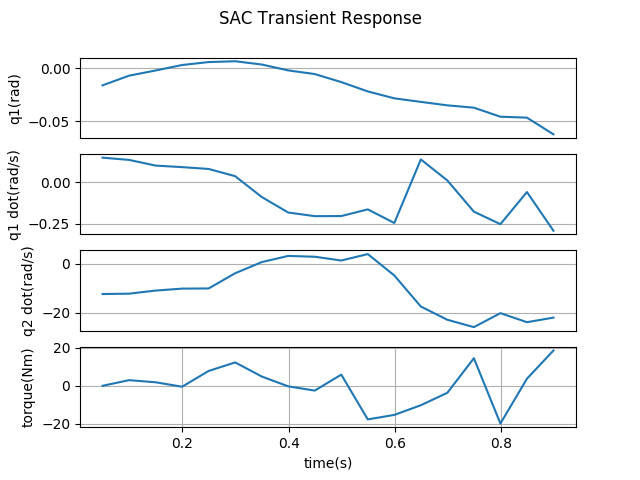 SAC Transient Response
q1(rad)
0.00
−0.05
q1 dot(rad/s)
0.00
−0.25
q2 dot(rad/s)
0
−20
torque(Nm)
20
0
−20
0.2 0.4 0.6 0.8
time(s)